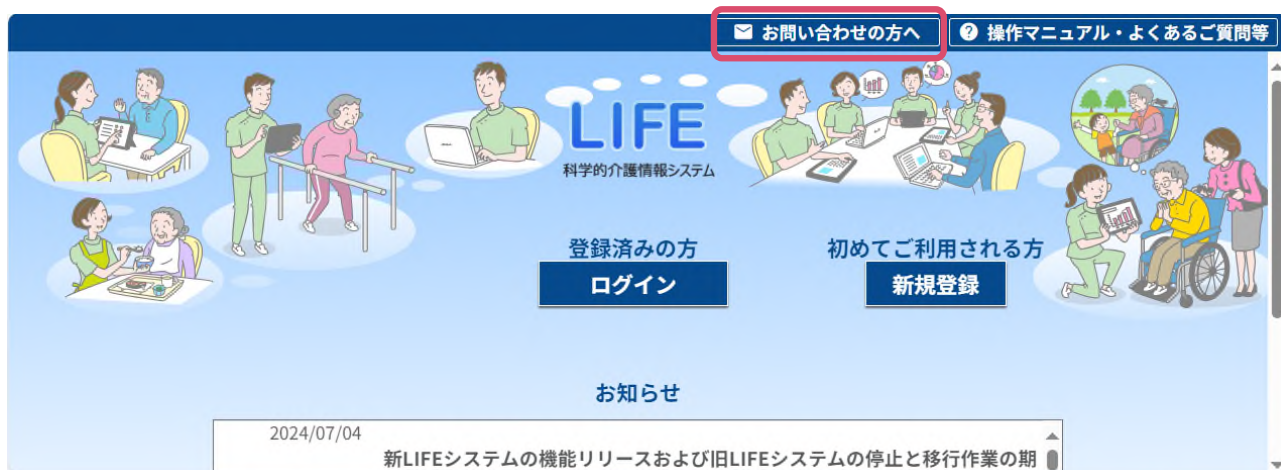 お問い合わせの方へ
操作マニュアル・よくあるご質問等
LIFE
科学的介護情報システム
登録済みの方
初めてご利用される方
ログイン
新規登録
お知らせ
2024/07/04
新LIFEシステムの機能リリースおよび旧LIFEシステムの停止と移行作業の期